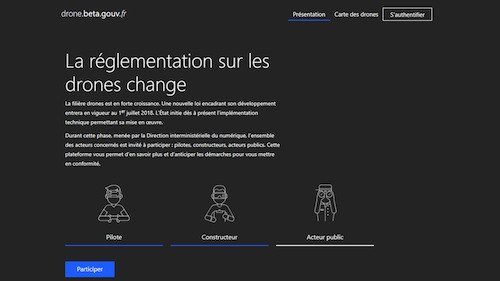 drone.beta.gouv.fr
Présentation
Carte des drones
S'authentifier
La réglementation sur les
drones change
La filière drones est en forte croissance. Une nouvelle loi encadrant son développement
entrera en vigueur au 1er juillet 2018. L'État initie dès à présent l'implémentation
technique permettant sa mise en œuvre.
Durant cette phase, menée par la Direction interministérielle du numérique, l'ensemble
des acteurs concernés est invité à participer : pilotes, constructeurs, acteurs publics. Cette
plateforme vous permet d'en savoir plus et d'anticiper les démarches pour vous mettre
en conformité.
Pilote
Constructeur
Acteur public
Participer